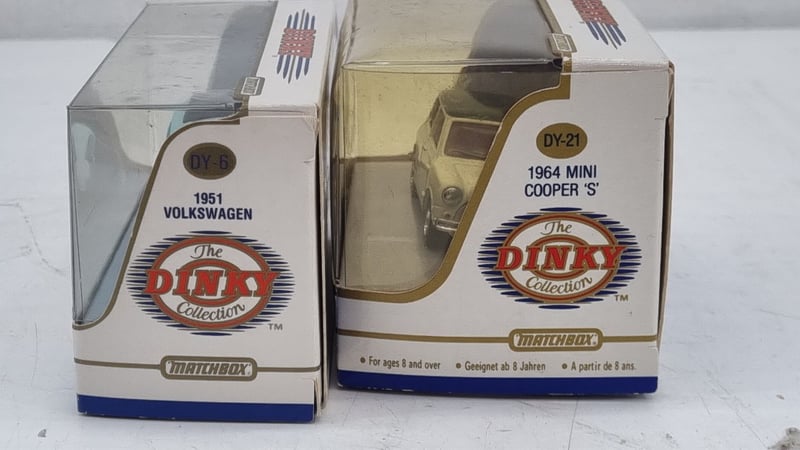 DY-6
1951
VOLKSWAGEN
The
DINKY
Collection
TM
MATCHBOX
DY-21
1964 MINI
COOPER 'S'
The
DINKY
Collection
TM
MATCHBOX
• For ages 8 and over • Geeignet ab 8 Jahren • A partir de 8 ans.